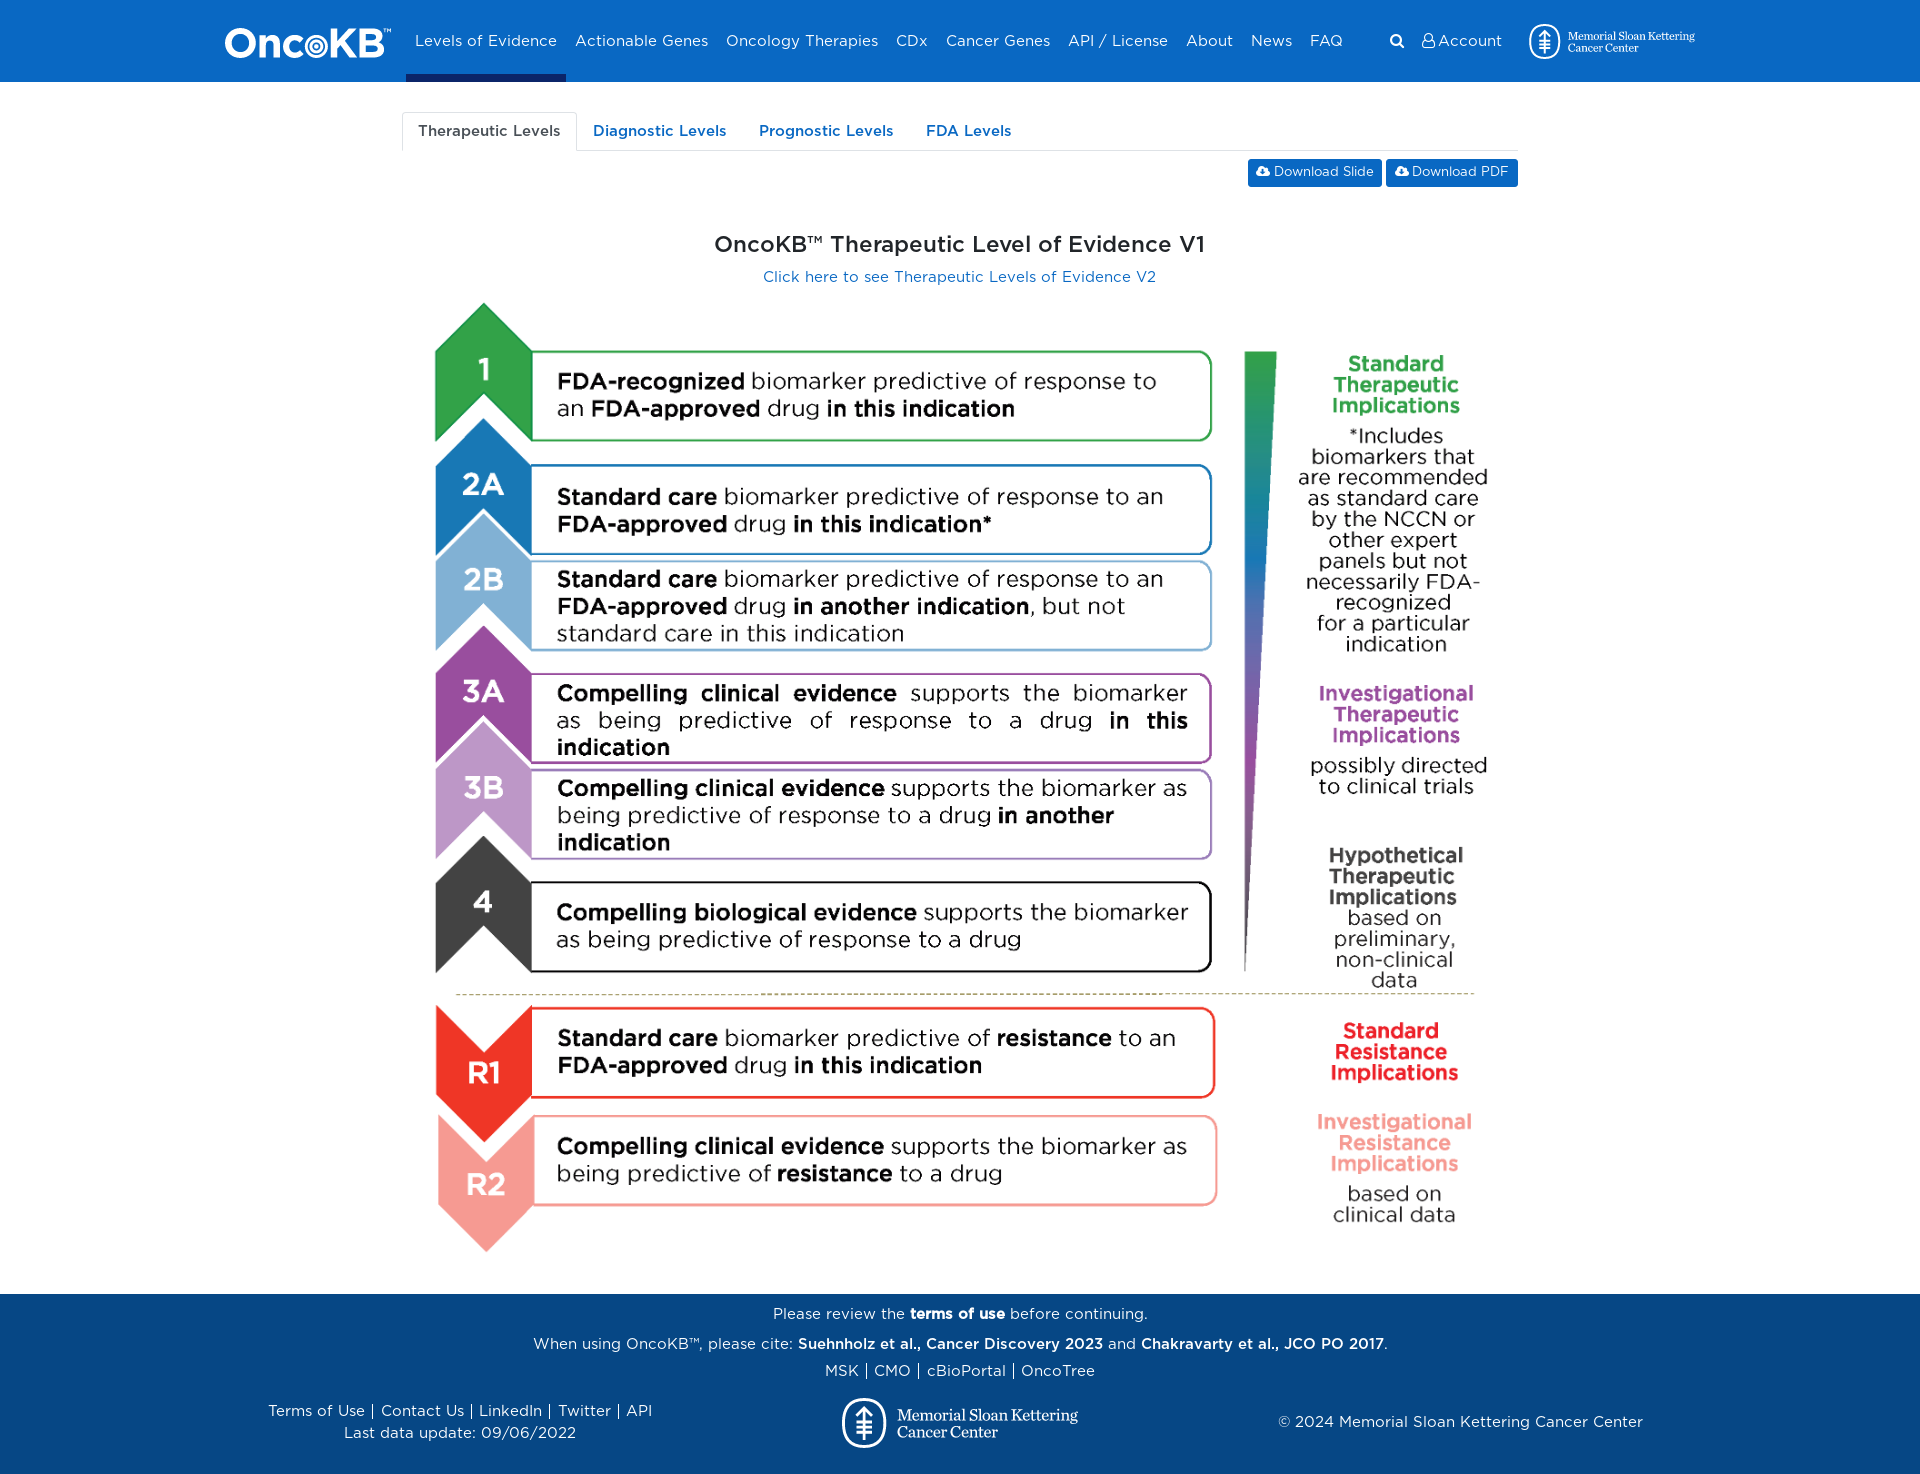 OncoKB™ Levels of Evidence Actionable Genes Oncology Therapies CDx Cancer Genes API / License About News FAQ Account Memorial Sloan Kettering
Cancer Center
Therapeutic Levels Diagnostic Levels Prognostic Levels FDA Levels
Download Slide Download PDF
OncoKB™ Therapeutic Level of Evidence V1
Click here to see Therapeutic Levels of Evidence V2
1
FDA-recognized biomarker predictive of response to
an FDA-approved drug in this indication
2A
Standard care biomarker predictive of response to an
FDA-approved drug in this indication*
2B
Standard care biomarker predictive of response to an
FDA-approved drug in another indication, but not
standard care in this indication
Standard
Therapeutic
Implications
*Includes
biomarkers that
are recommended
as standard care
by the NCCN or
other expert
panels but not
necessarily FDA-
recognized
for a particular
indication
3A
Compelling clinical evidence supports the biomarker
as being predictive of response to a drug in this
indication
3B
Compelling clinical evidence supports the biomarker as
being predictive of response to a drug in another
indication
Investigational
Therapeutic
Implications
possibly directed
to clinical trials
4
Compelling biological evidence supports the biomarker
as being predictive of response to a drug
Hypothetical
Therapeutic
Implications
based on
preliminary,
non-clinical
data
R1
Standard care biomarker predictive of resistance to an
FDA-approved drug in this indication
Standard
Resistance
Implications
R2
Compelling clinical evidence supports the biomarker as
being predictive of resistance to a drug
Investigational
Resistance
Implications
based on
clinical data
Please review the terms of use before continuing.
When using OncoKB™, please cite: Suehnholz et al., Cancer Discovery 2023 and Chakravarty et al., JCO PO 2017.
MSK | CMO | cBioPortal | OncoTree
Terms of Use | Contact Us | LinkedIn | Twitter | API
Last data update: 09/06/2022
Memorial Sloan Kettering
Cancer Center
© 2024 Memorial Sloan Kettering Cancer Center